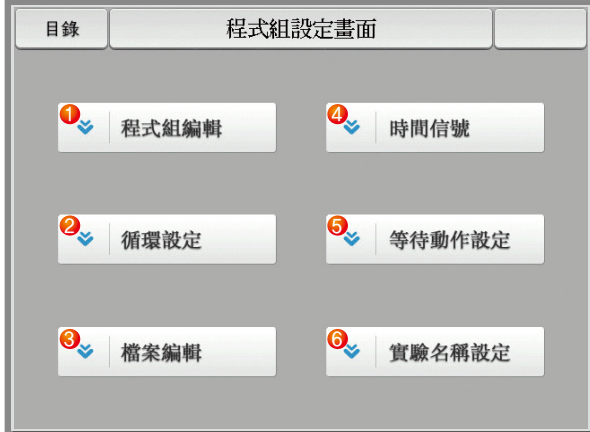 目錄
程式組設定畫面
1 程式組編輯
4 時間信號
2 循環設定
5 等待動作設定
3 檔案編輯
6 實驗名稱設定